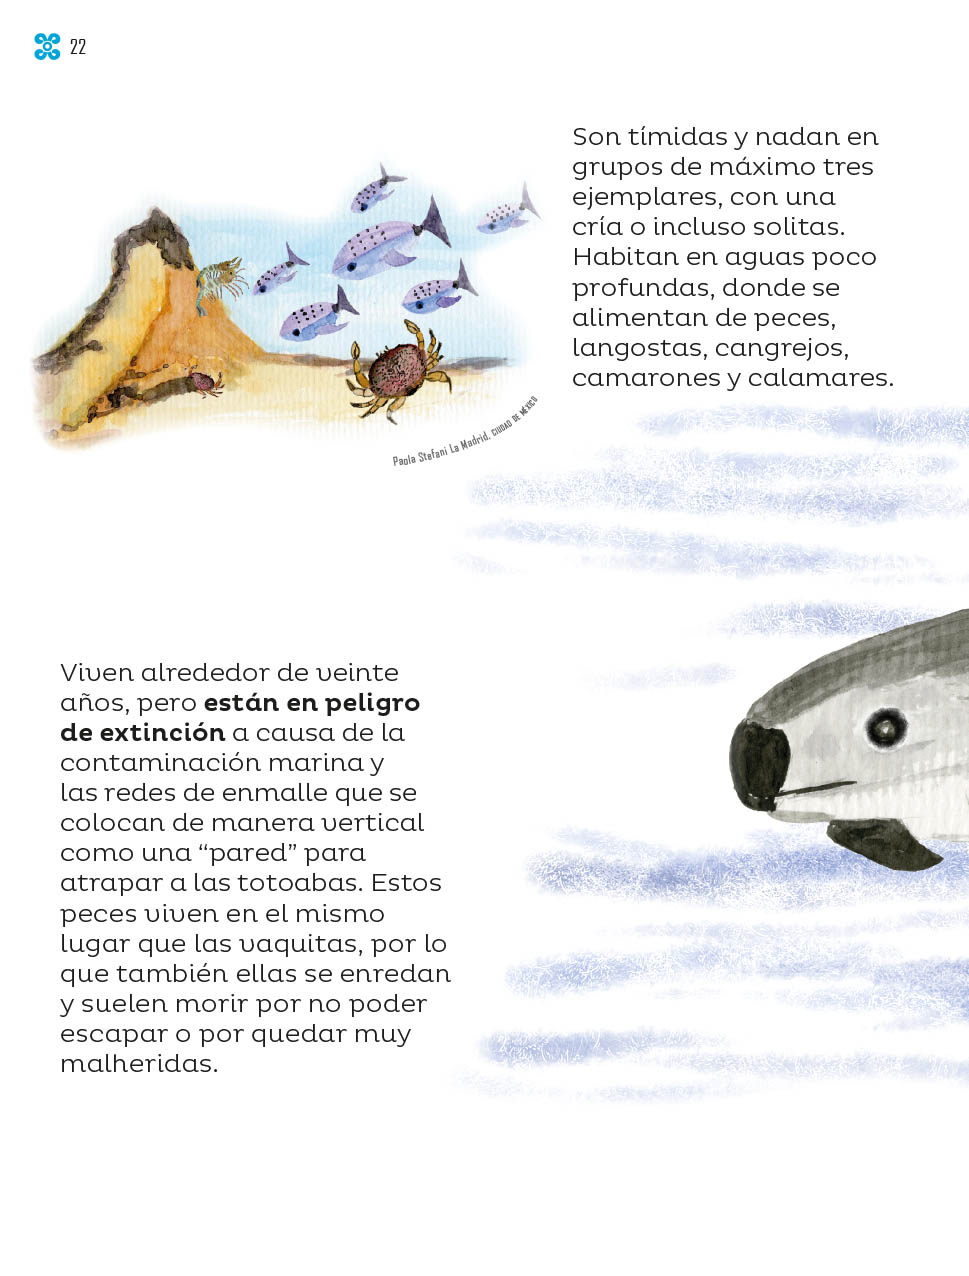 22
Son tímidas y nadan en
grupos de máximo tres
ejemplares, con una
cría o incluso solitas.
Habitan en aguas poco
profundas, donde se
alimentan de peces,
langostas, cangrejos,
camarones y calamares.
Paola Stefani La Madrid, CIUDAD DE MÉXICO
Viven alrededor de veinte
años, pero están en peligro
de extinción a causa de la
contaminación marina y
las redes de enmalle que se
colocan de manera vertical
como una “pared” para
atrapar a las totoabas. Estos
peces viven en el mismo
lugar que las vaquitas, por lo
que también ellas se enredan
y suelen morir por no poder
escapar o por quedar muy
malheridas.